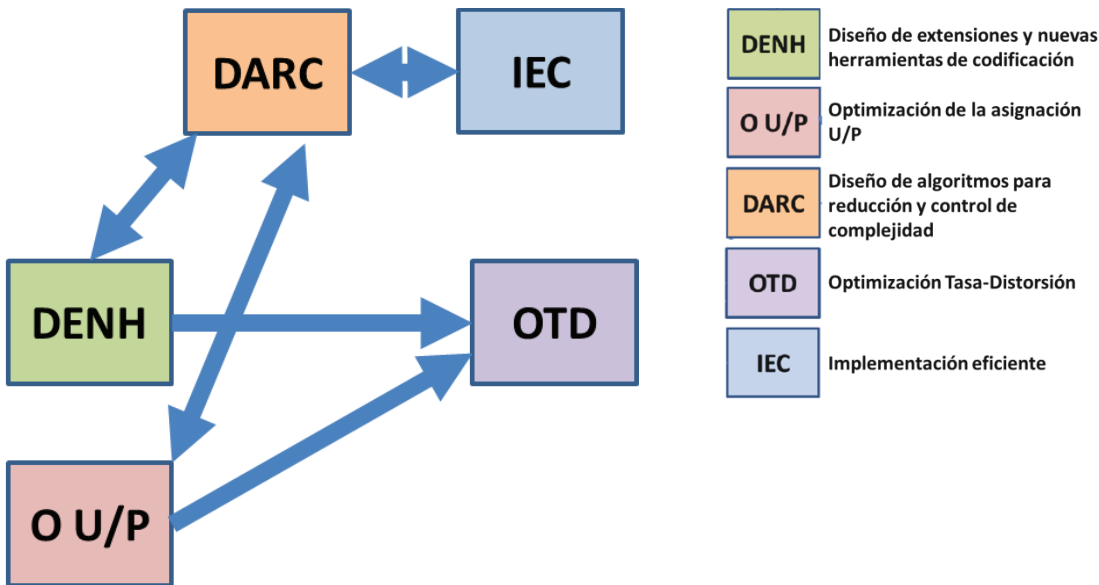 DARC
IEC
DENH
OTD
O U/P
DENH
Diseño de extensiones y nuevas
herramientas de codificación
O U/P
Optimización de la asignación
U/P
DARC
Diseño de algoritmos para
reducción y control de
complejidad
OTD
Optimización Tasa-Distorsión
IEC
Implementación eficiente